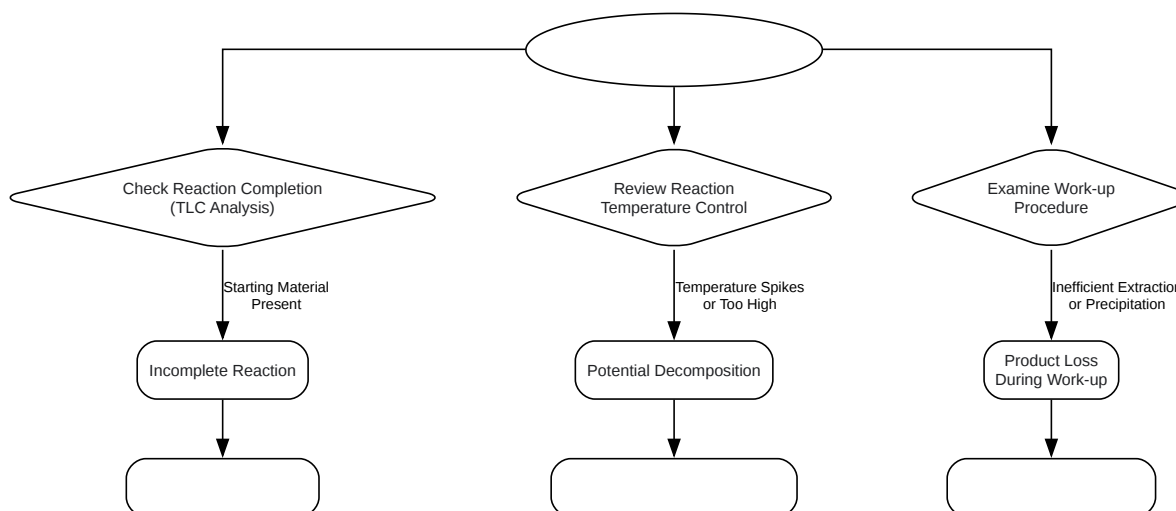 Check Reaction Completion
(TLC Analysis)
Review Reaction
Temperature Control
Examine Work-up
Procedure
Starting Material
Present
Temperature Spikes
or Too High
Inefficient Extraction
or Precipitation
Incomplete Reaction
Potential Decomposition
Product Loss
During Work-up